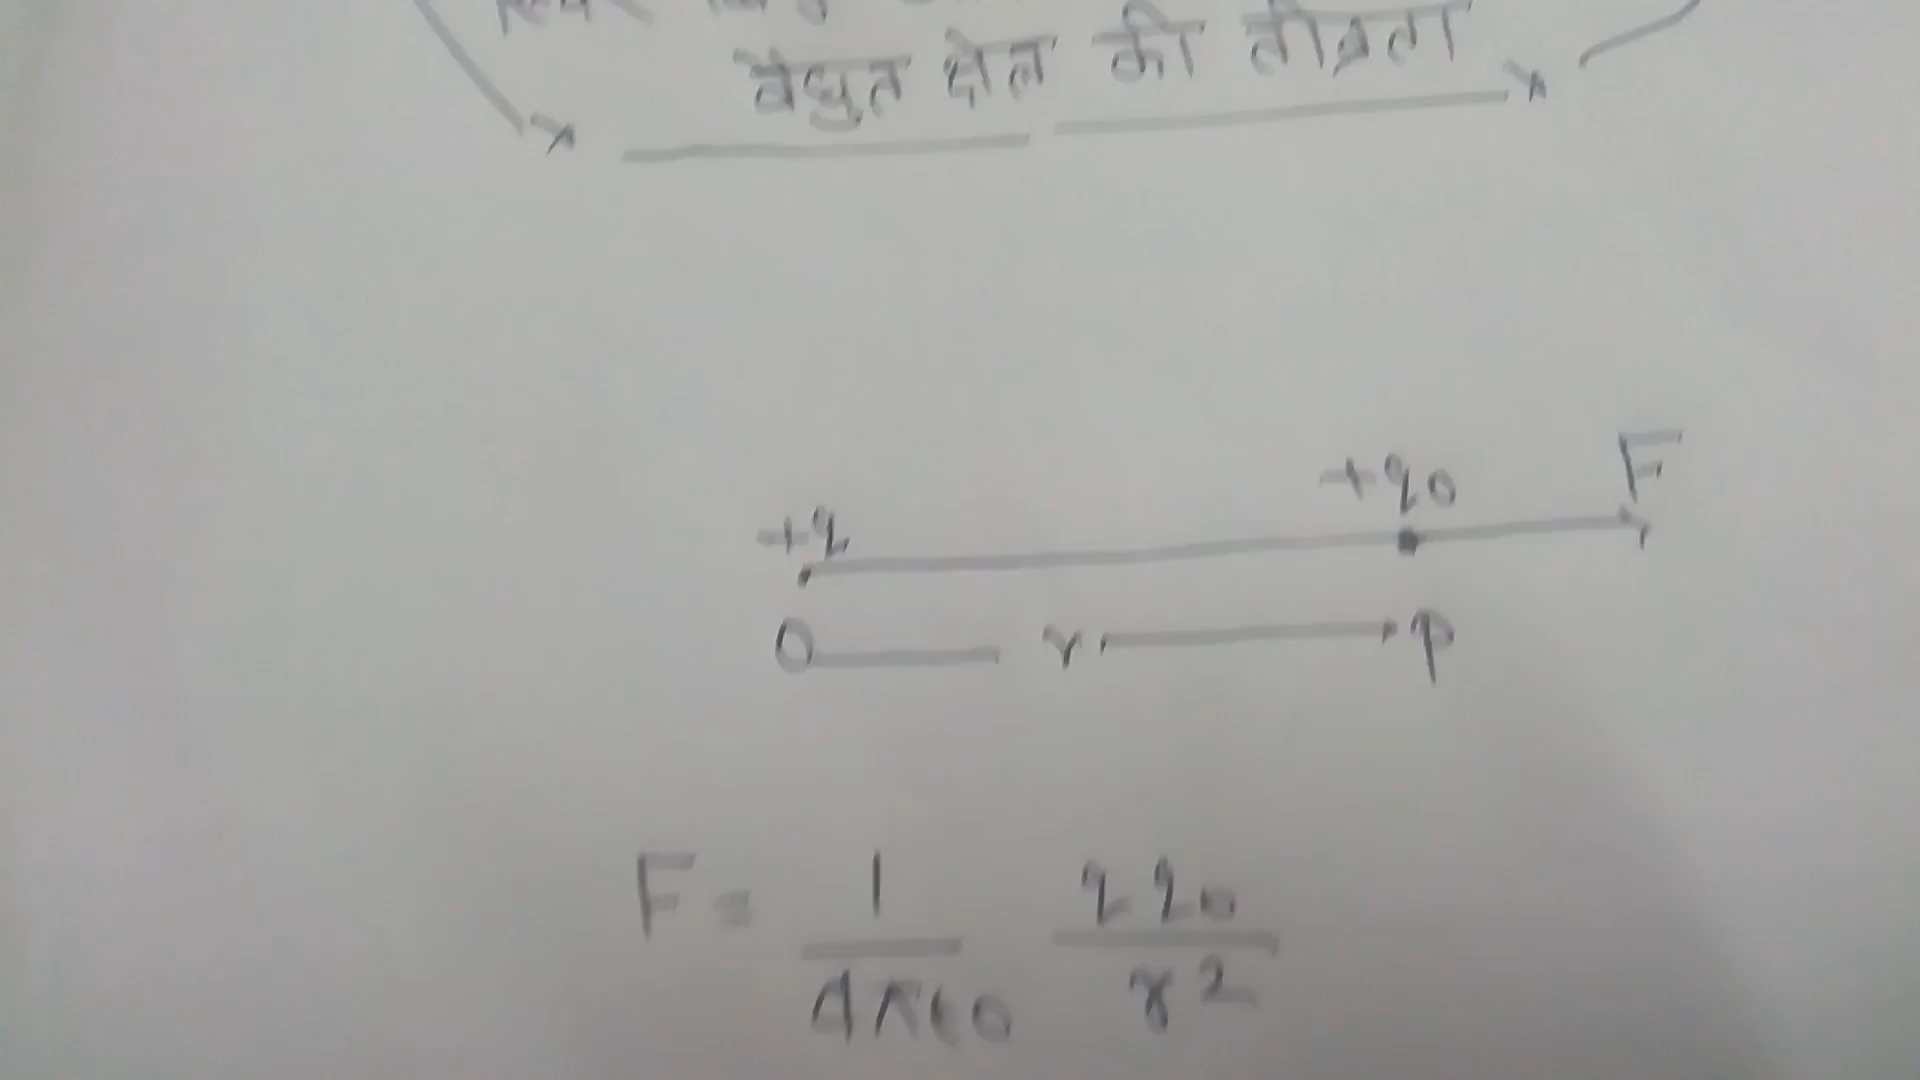 वैधुत क्षेत्र की तीव्रता
+q +q0 F
O r P
F = 1/4πϵ0 qq0/r²